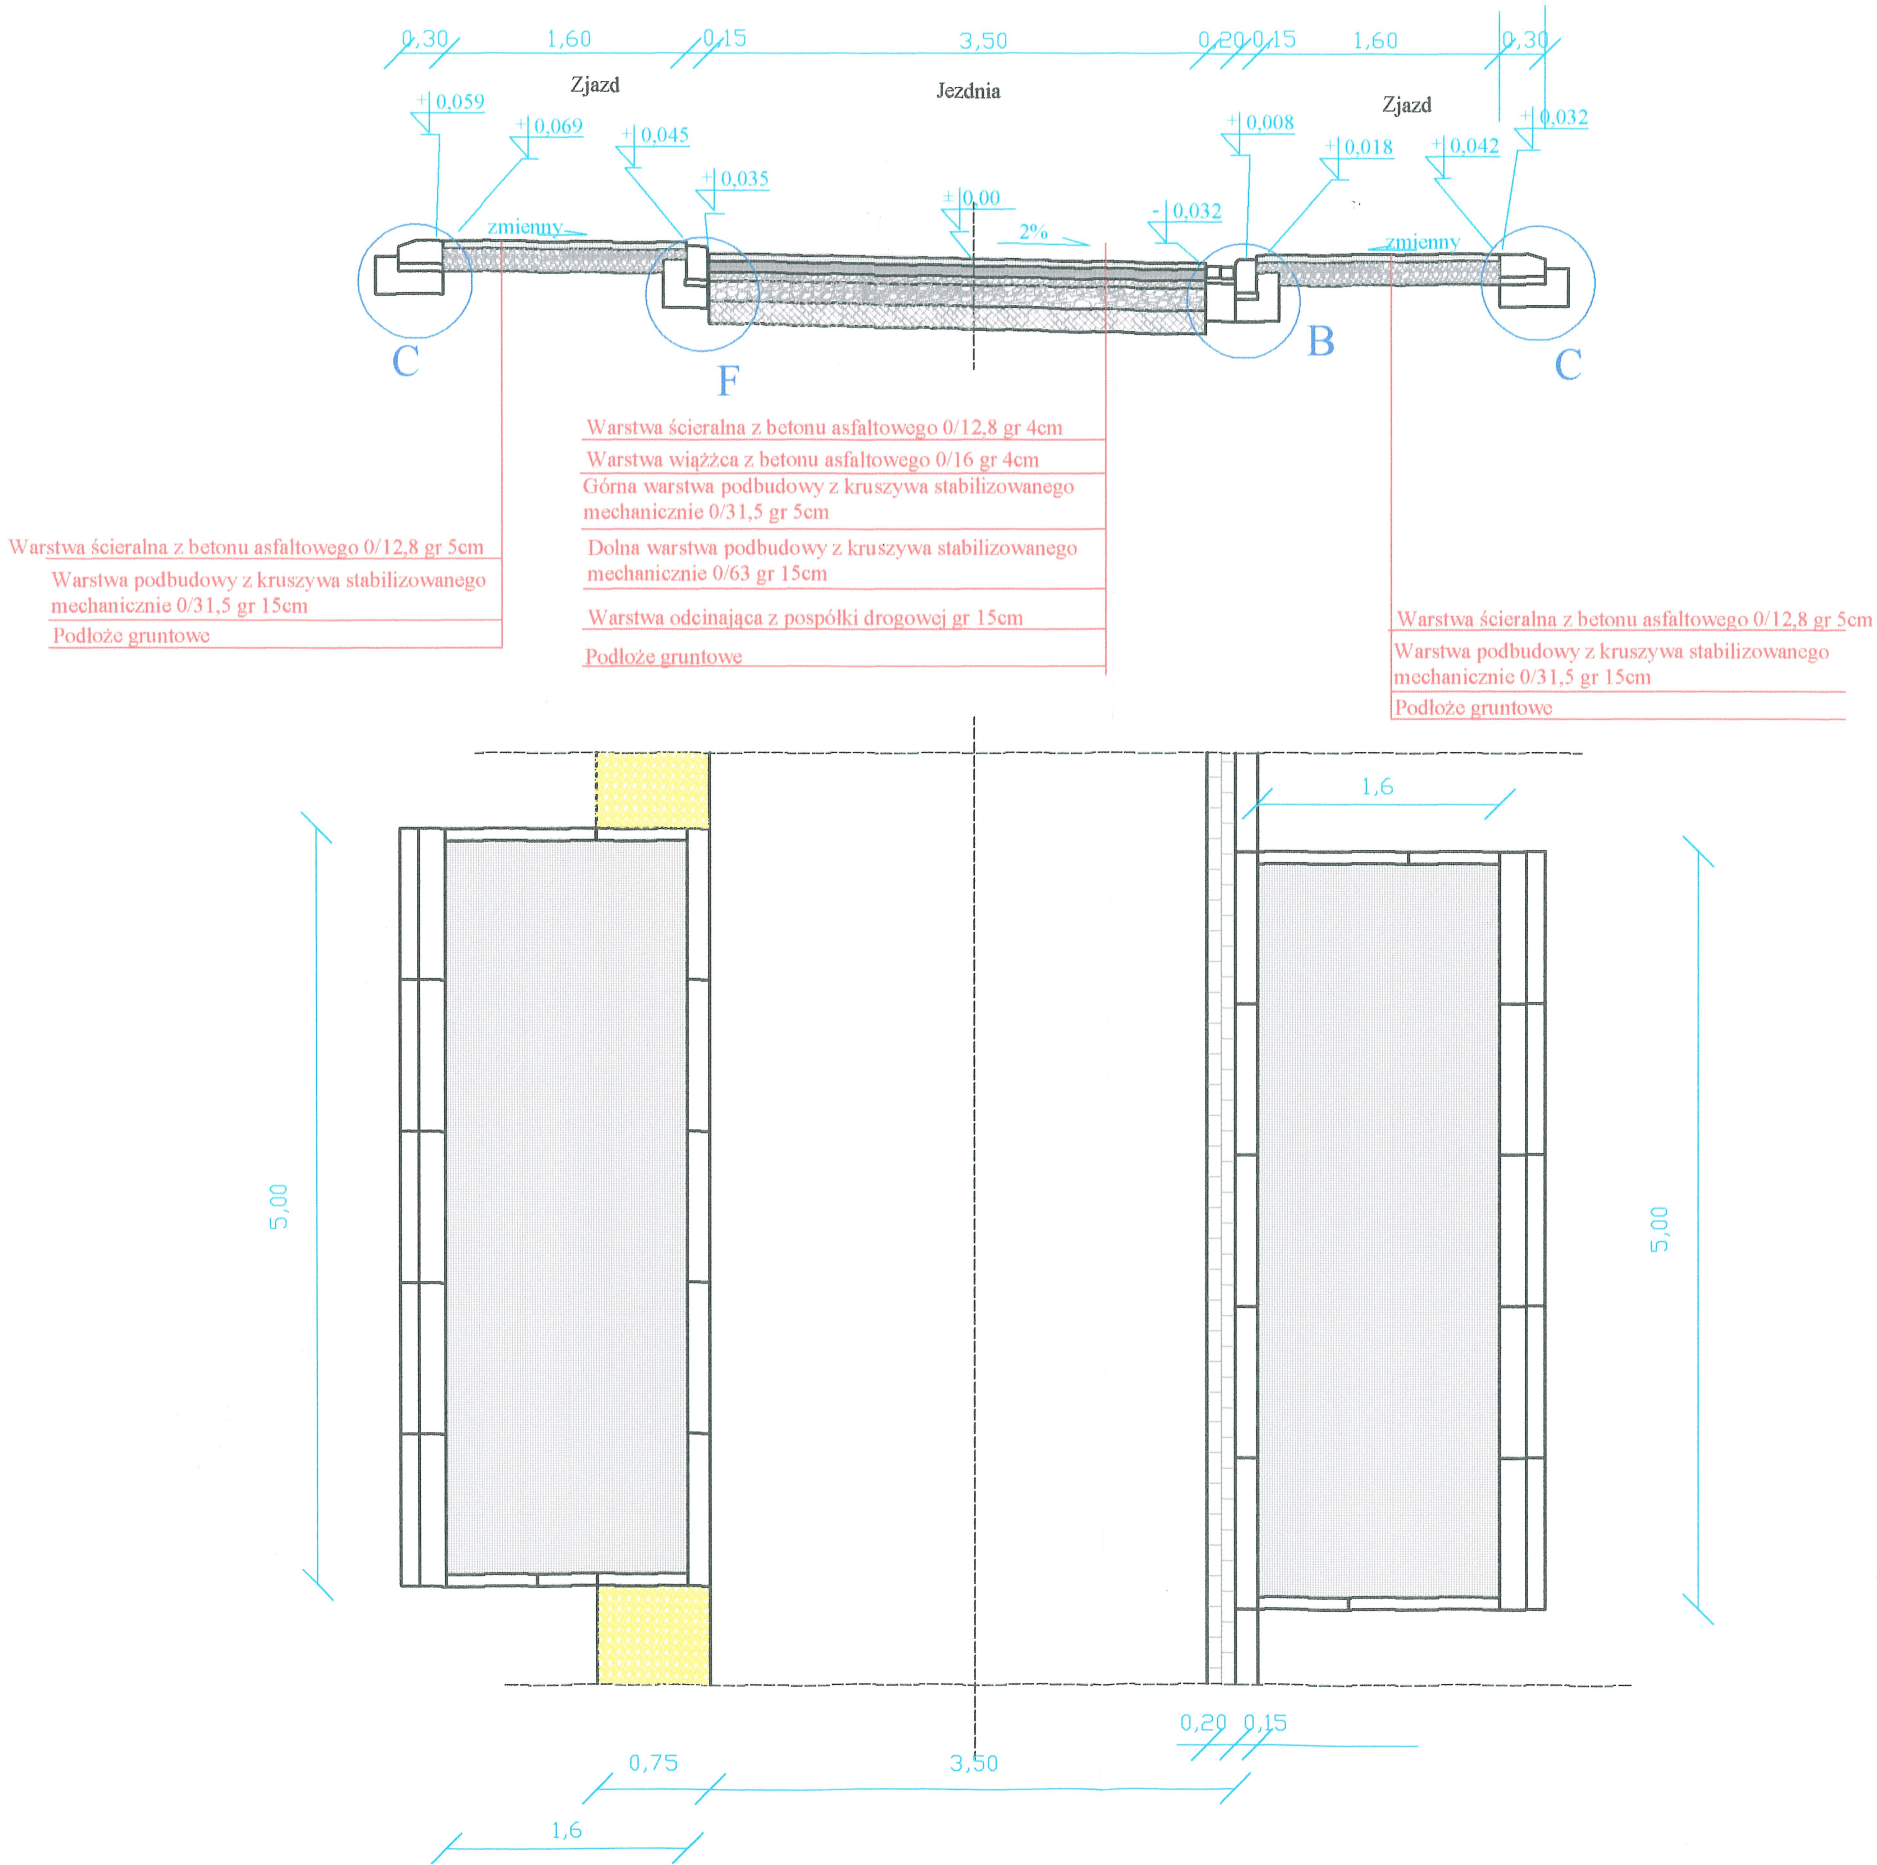 0,30 1,60 0,15 3,50 0,20 0,15 1,60 0,30
Zjazd
Jezdnia
Zjazd
+0,059
+0,069
+0,045
+0,035
±0,00
-0,032
+0,008
+0,018
+0,042
+0,032
zmienny
2%
zmienny
C
F
B
C
Warstwa ścieralna z betonu asfaltowego 0/12,8 gr 5cm
Warstwa podbudowy z kruszywa stabilizowanego
mechanicznie 0/31,5 gr 15cm
Podłoże gruntowe
Warstwa ścieralna z betonu asfaltowego 0/12,8 gr 4cm
Warstwa wiążżca z betonu asfaltowego 0/16 gr 4cm
Górna warstwa podbudowy z kruszywa stabilizowanego
mechanicznie 0/31,5 gr 5cm
Dolna warstwa podbudowy z kruszywa stabilizowanego
mechanicznie 0/63 gr 15cm
Warstwa odcinająca z pospółki drogowej gr 15cm
Podłoże gruntowe
Warstwa ścieralna z betonu asfaltowego 0/12,8 gr 5cm
Warstwa podbudowy z kruszywa stabilizowanego
mechanicznie 0/31,5 gr 15cm
Podłoże gruntowe
1,6
5,00
5,00
0,20 0,15
0,75
3,50
1,6